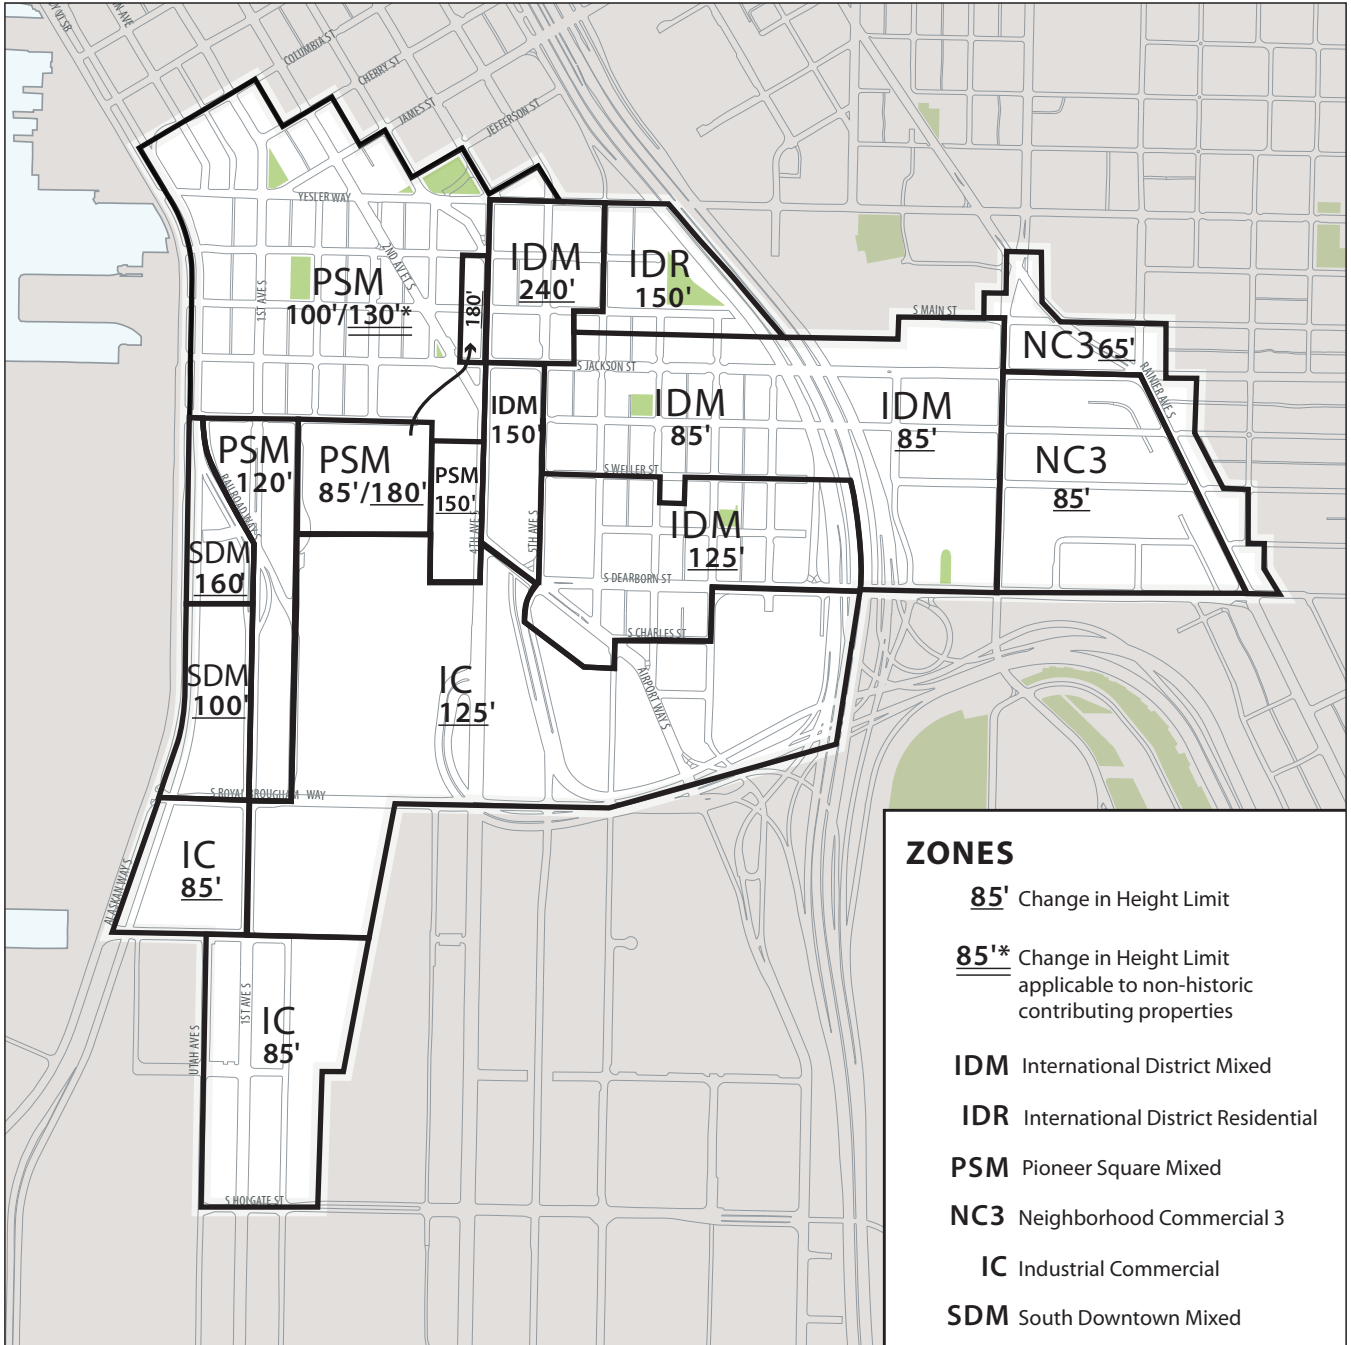 COLUMBIA ST
CHERRY ST
JAMES ST
JEFFERSON ST
YESLER WAY
2ND AV ET S
1ST AVE S
PSM
100'/130'*
180'
IDM
240'
IDR
150'
S MAIN ST
S JACKSON ST
NC3 65'
RAINIER AVE S
IDM
150'
IDM
85'
IDM
85'
NC3
85'
PSM
120'
PSM
85'/180'
PSM
150'
S WELLER ST
RAILROAD WAY S
4TH AVE S
5TH AVE S
IDM
125'
SDM
160'
S DEARBORN ST
S CHARLES ST
SDM
100'
IC
125'
AIRPORT WAY S
S ROYAL BROUGHAM WAY
ALASKAN WAY S
IC
85'
1ST AVE S
UTAH AVE S
IC
85'
S HOLGATE ST
ZONES
85' Change in Height Limit
85'* Change in Height Limit
applicable to non-historic
contributing properties
IDM International District Mixed
IDR International District Residential
PSM Pioneer Square Mixed
NC3 Neighborhood Commercial 3
IC Industrial Commercial
SDM South Downtown Mixed